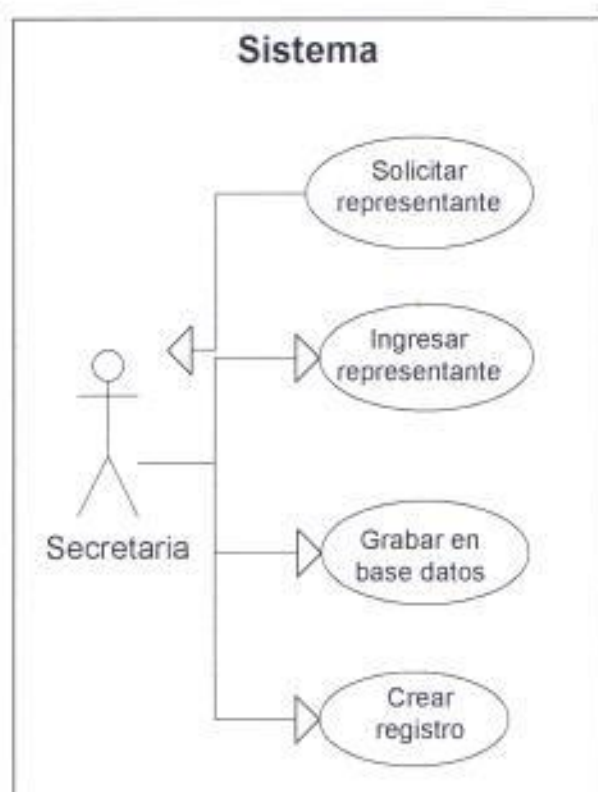 Sistema
Solicitar
representante
Ingresar
representante
Secretaria
Grabar en
base datos
Crear
registro